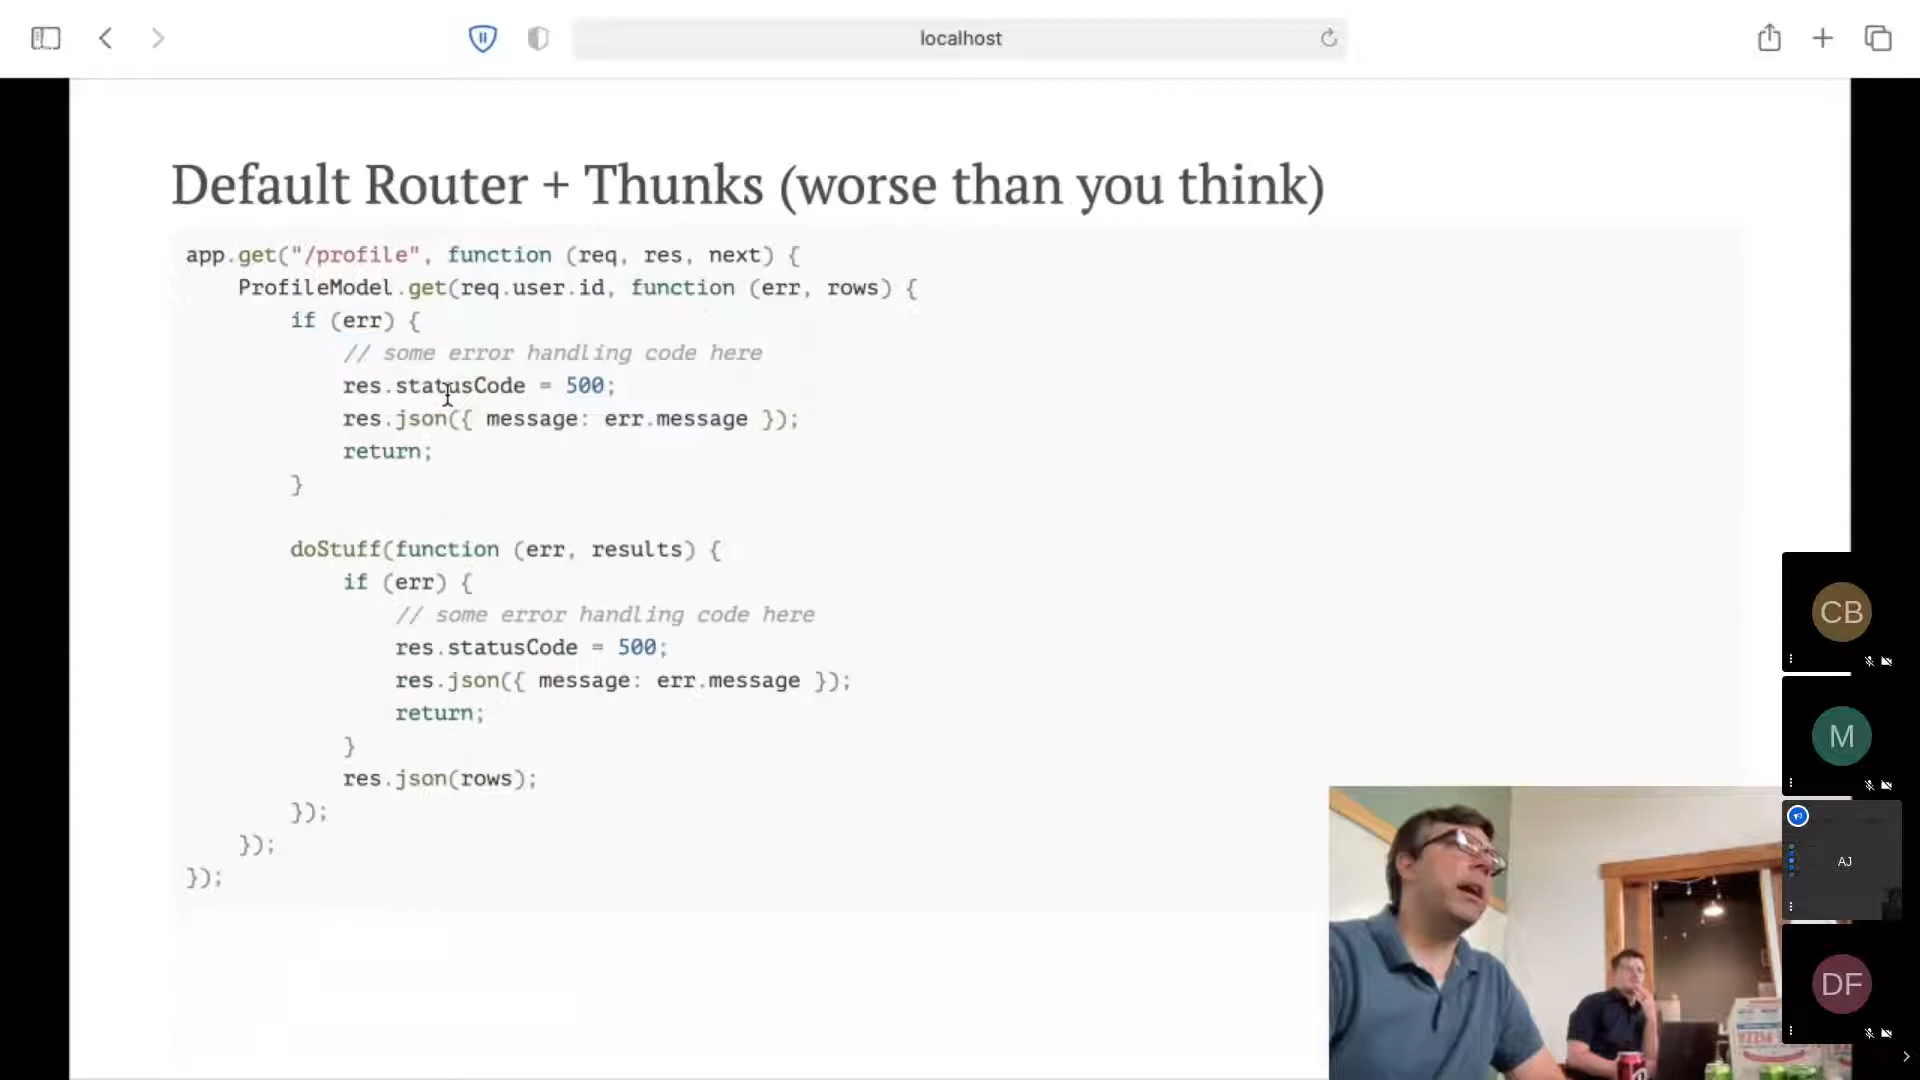 localhost
Default Router + Thunks (worse than you think)
app.get("/profile", function (req, res, next) {
    ProfileModel.get(req.user.id, function (err, rows) {
        if (err) {
            // some error handling code here
            res.statusCode = 500;
            res.json({ message: err.message });
            return;
        }

        doStuff(function (err, results) {
            if (err) {
                // some error handling code here
                res.statusCode = 500;
                res.json({ message: err.message });
                return;
            }
            res.json(rows);
        });
    });
});
CB
M
AJ
DF